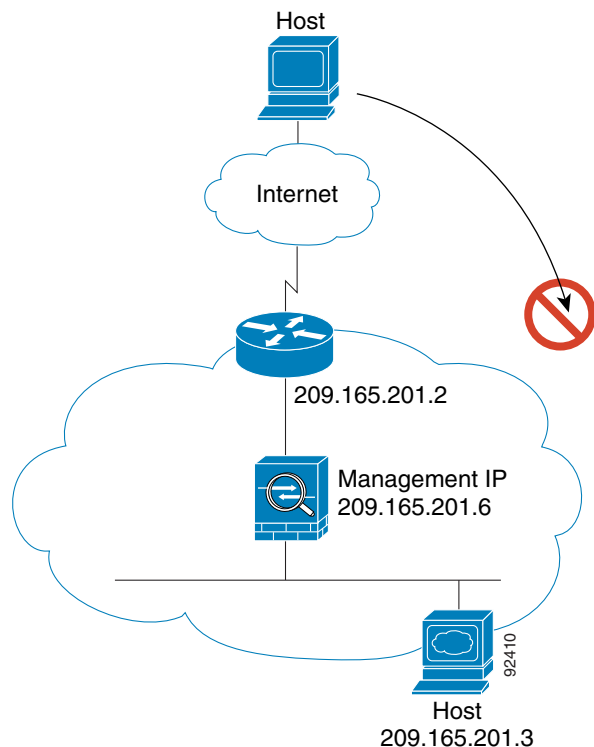 Host
Internet
209.165.201.2
Management IP
209.165.201.6
92410
Host
209.165.201.3